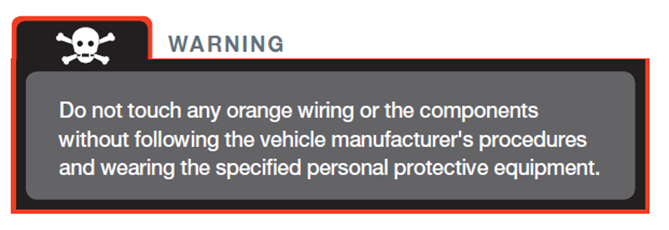 WARNING
Do not touch any orange wiring or the components
without following the vehicle manufacturer's procedures
and wearing the specified personal protective equipment.